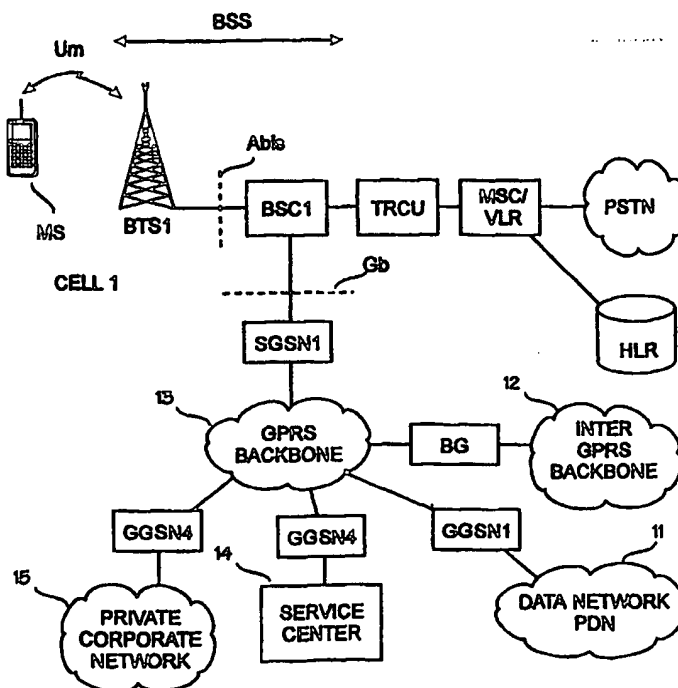 BSS
Um
Abis
BSC1
TRCU
MSC/
VLR
PSTN
MS
BTS1
CELL 1
Gb
HLR
SGSN1
13
GPRS
BACKBONE
BG
12
INTER
GPRS
BACKBONE
GGSN4
14
GGSN4
GGSN1
11
15
PRIVATE
CORPORATE
NETWORK
SERVICE
CENTER
DATA NETWORK
PDN